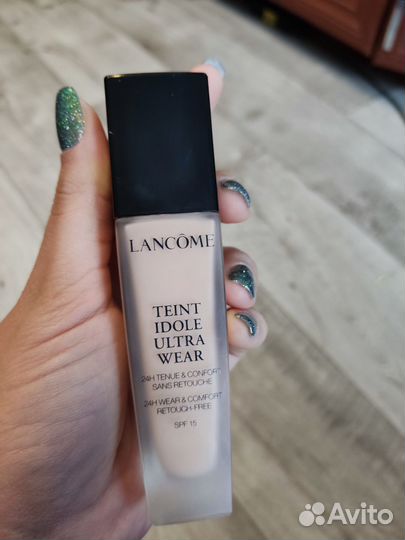 LANCÔME
TEINT
IDOLE
ULTRA
WEAR
24H TENUE & CONFORT
SANS RETOUCHE
24H WEAR & COMFORT
RETOUCH-FREE
SPF 15
Avito